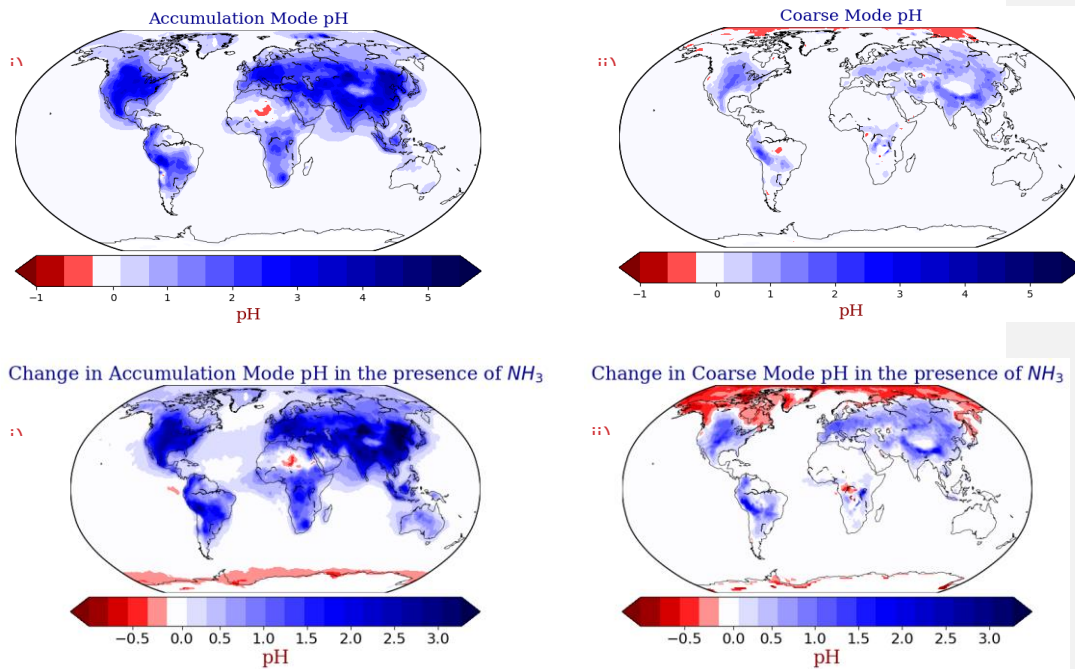 Accumulation Mode pH
Coarse Mode pH
−1 0 1 2 3 4 5
pH
−1 0 1 2 3 4 5
pH
Change in Accumulation Mode pH in the presence of NH3
Change in Coarse Mode pH in the presence of NH3
−0.5 0.0 0.5 1.0 1.5 2.0 2.5 3.0
pH
−0.5 0.0 0.5 1.0 1.5 2.0 2.5 3.0
pH